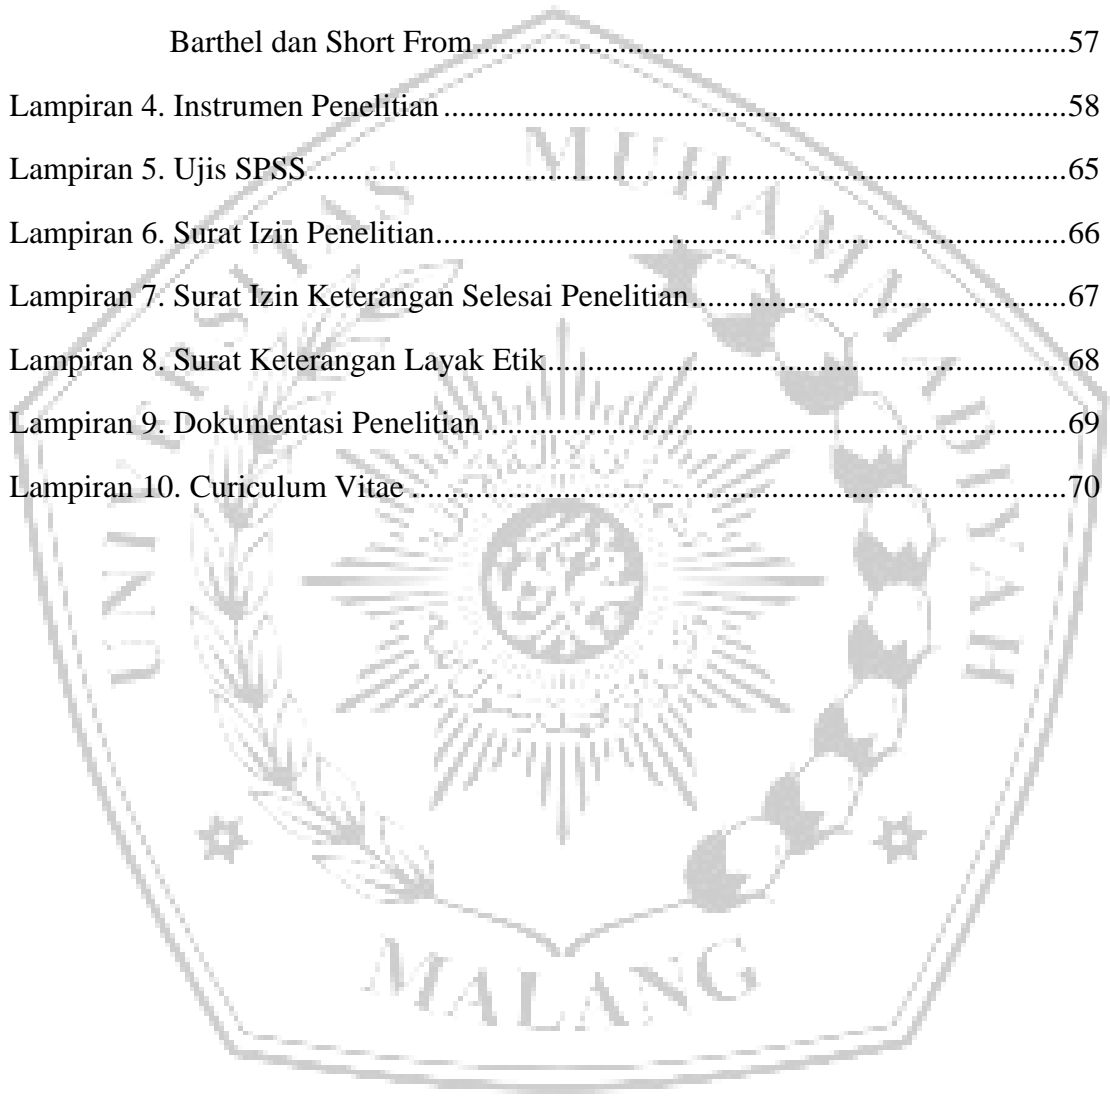 Barthel dan Short From.....................................................................57
Lampiran 4. Instrumen Penelitian.....................................................................58
Lampiran 5. Ujis SPSS.....................................................................65
Lampiran 6. Surat Izin Penelitian.....................................................................66
Lampiran 7. Surat Izin Keterangan Selesai Penelitian.....................................................................67
Lampiran 8. Surat Keterangan Layak Etik.....................................................................68
Lampiran 9. Dokumentasi Penelitian.....................................................................69
Lampiran 10. Curiculum Vitae.....................................................................70
UNIVERSITAS MUHAMMADIYAH
MALANG